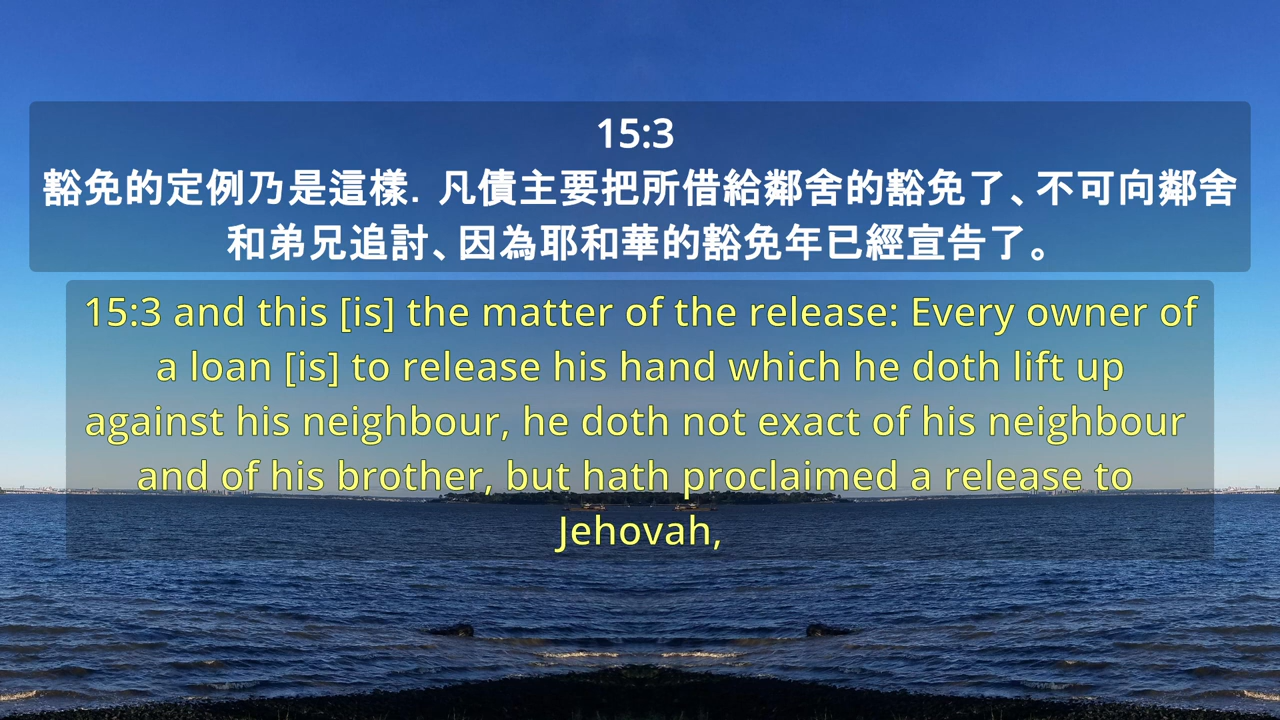 15:3
豁免的定例乃是這樣．凡債主要把所借給鄰舍的豁免了、不可向鄰舍
和弟兄追討、因為耶和華的豁免年已經宣告了。
15:3 and this [is] the matter of the release: Every owner of
a loan [is] to release his hand which he doth lift up
against his neighbour, he doth not exact of his neighbour
and of his brother, but hath proclaimed a release to
Jehovah,